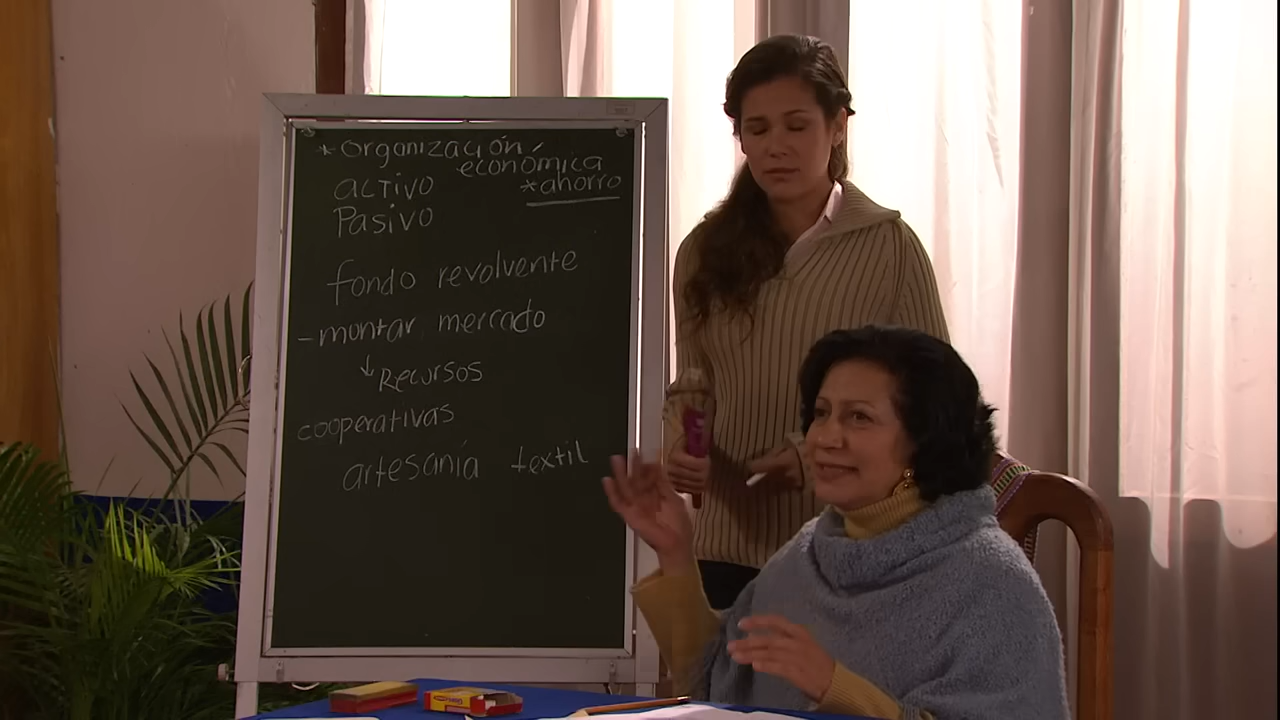 *organización
económica
activo
*ahorro
Pasivo
fondo revolvente
-montar mercado
↓Recursos
cooperativas
artesanía textil